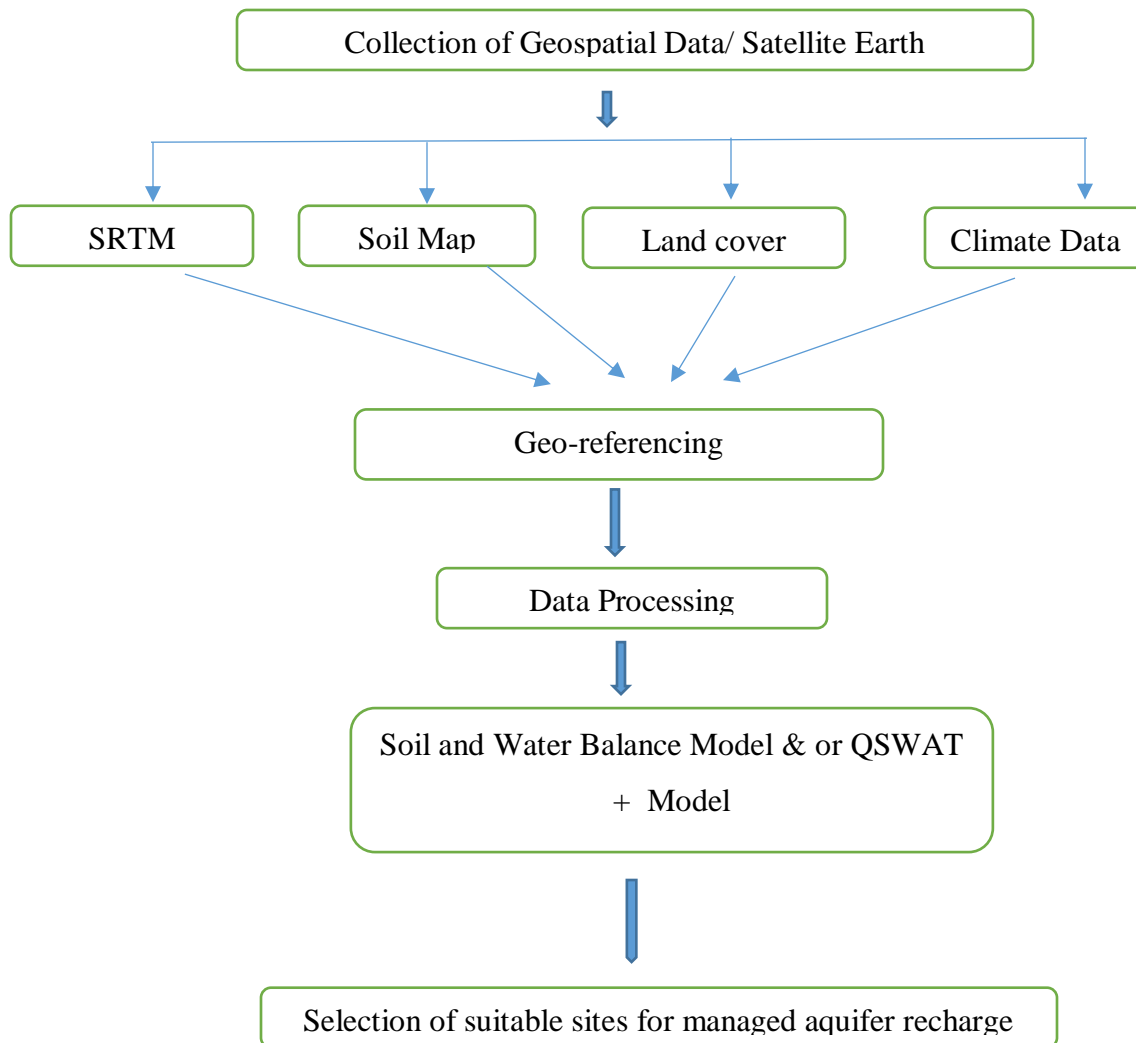 Collection of Geospatial Data/ Satellite Earth
SRTM
Soil Map
Land cover
Climate Data
Geo-referencing
Data Processing
Soil and Water Balance Model & or QSWAT
+ Model
Selection of suitable sites for managed aquifer recharge